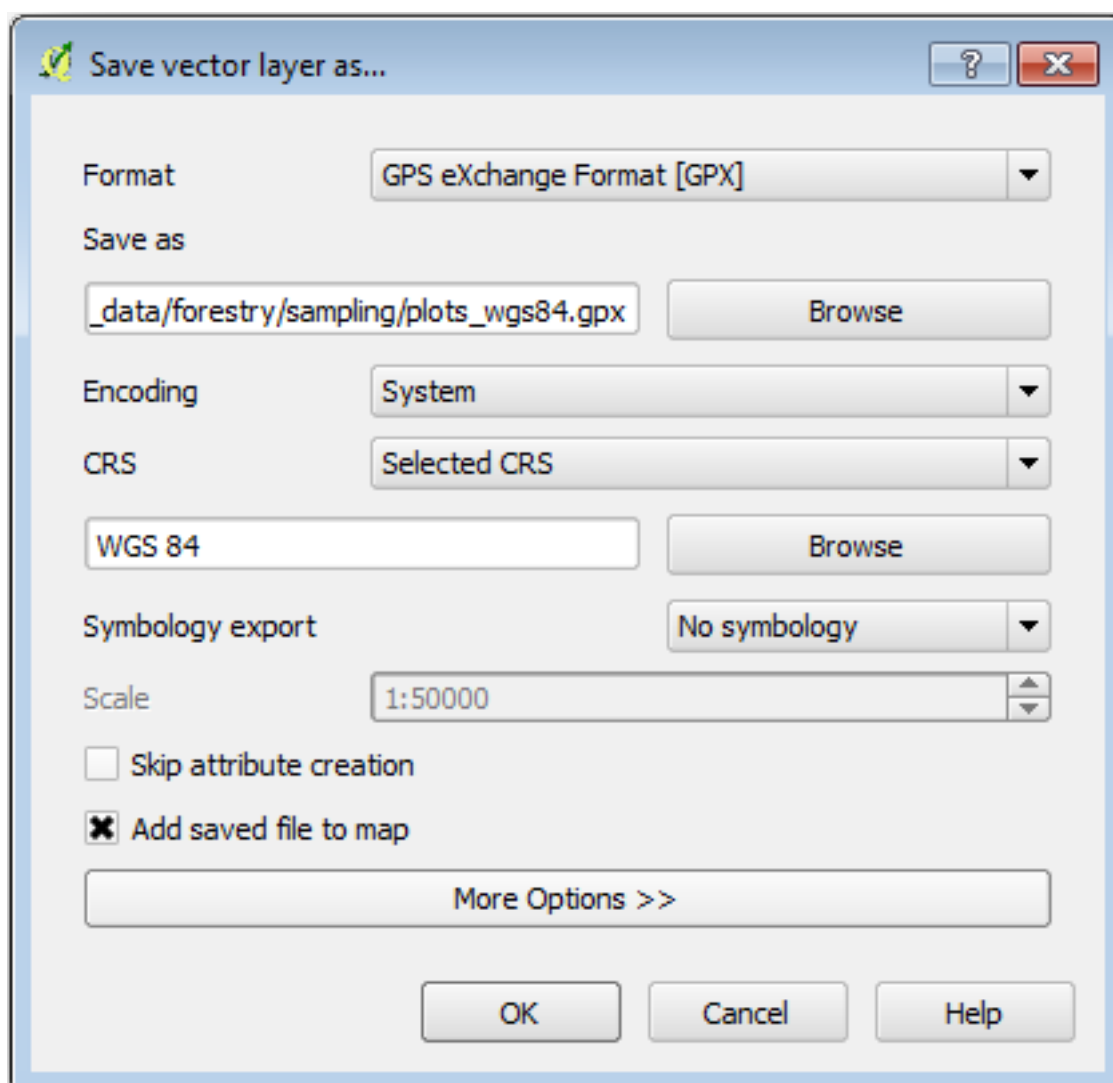 Save vector layer as...
Format
GPS eXchange Format [GPX]
Save as
_data/forestry/sampling/plots_wgs84.gpx
Browse
Encoding
System
CRS
Selected CRS
WGS 84
Browse
Symbology export
No symbology
Scale
1:50000
Skip attribute creation
Add saved file to map
More Options >>
OK
Cancel
Help